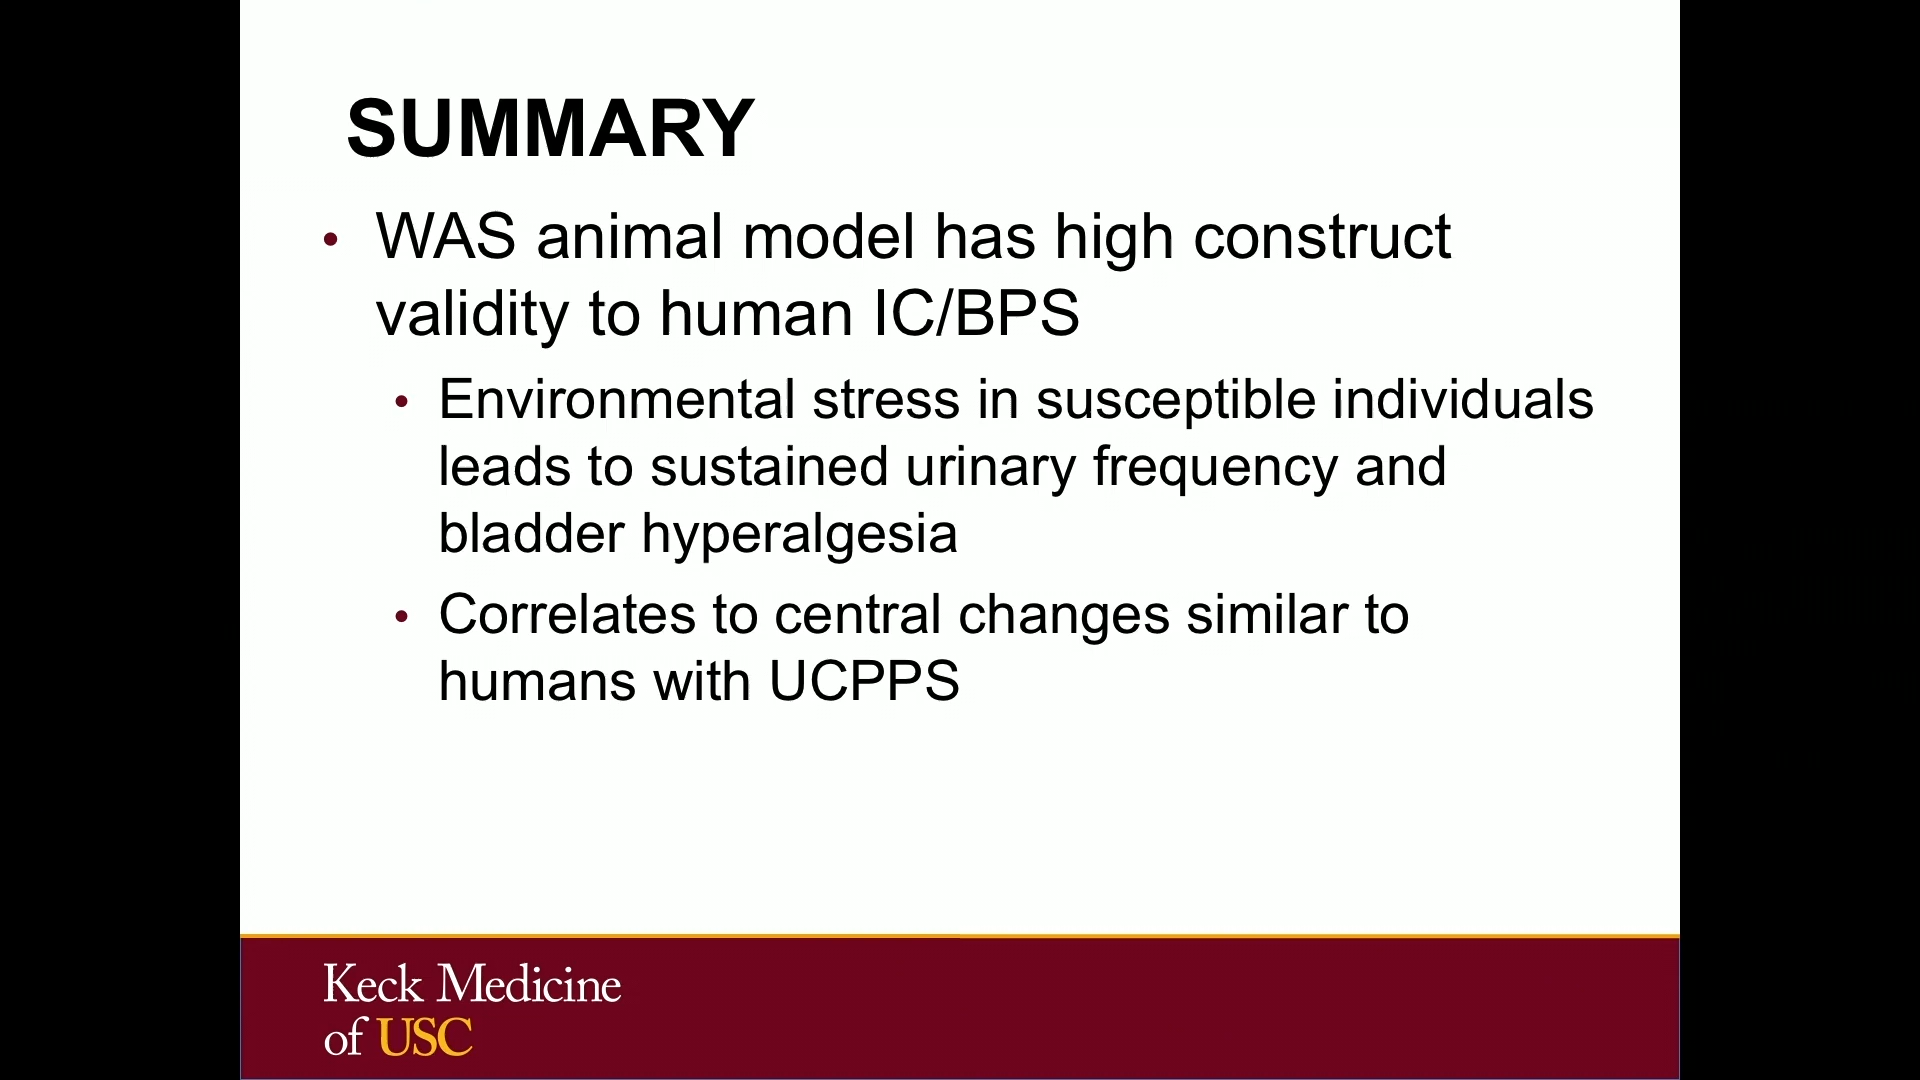 SUMMARY
• WAS animal model has high construct
validity to human IC/BPS
• Environmental stress in susceptible individuals
leads to sustained urinary frequency and
bladder hyperalgesia
• Correlates to central changes similar to
humans with UCPPS
Keck Medicine
of USC